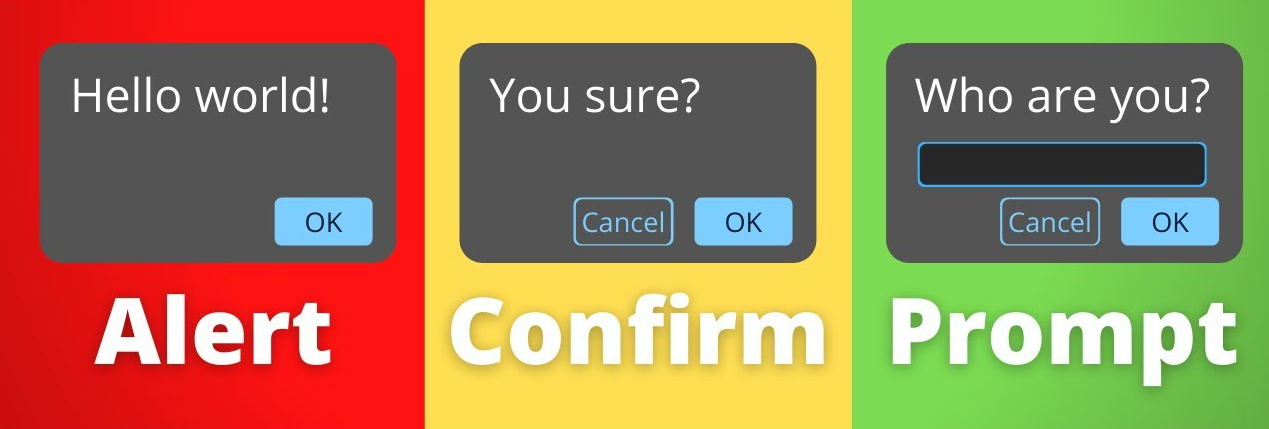 Hello world!
OK
Alert
You sure?
Cancel OK
Confirm
Who are you?
Cancel OK
Prompt